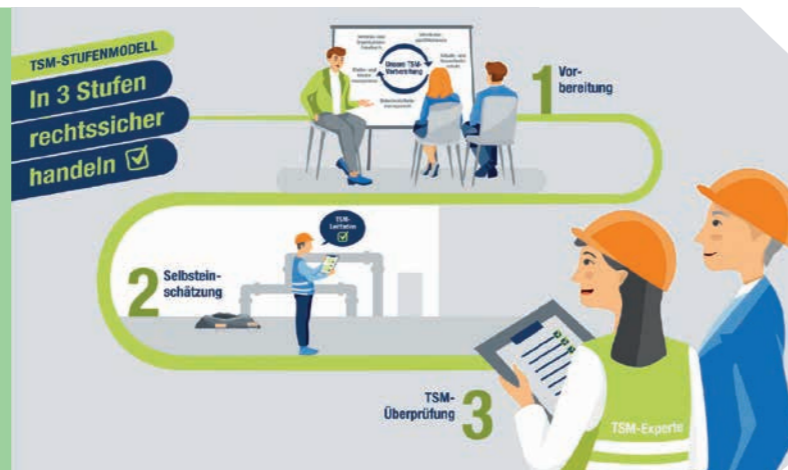 TSM-STUFENMODELL
In 3 Stufen
rechtssicher
handeln
Unsere TSM-
Vorbereitung
1
Vor-
bereitung
TSM-
Leitfaden
2
Selbstein-
schätzung
TSM-
Überprüfung
3
TSM-Experte